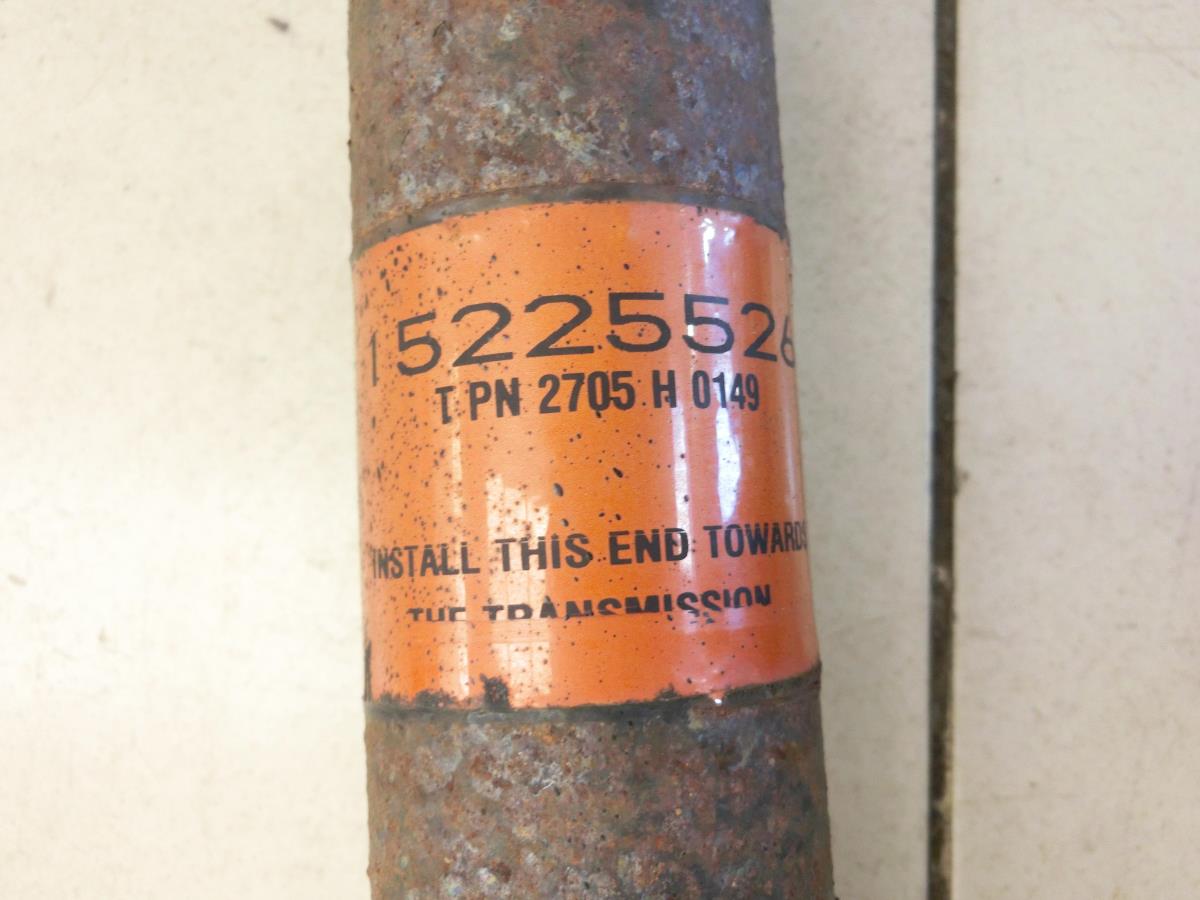 15225526
T PN 2705 H 0149
INSTALL THIS END TOWARDS
THE TRANSMISSION